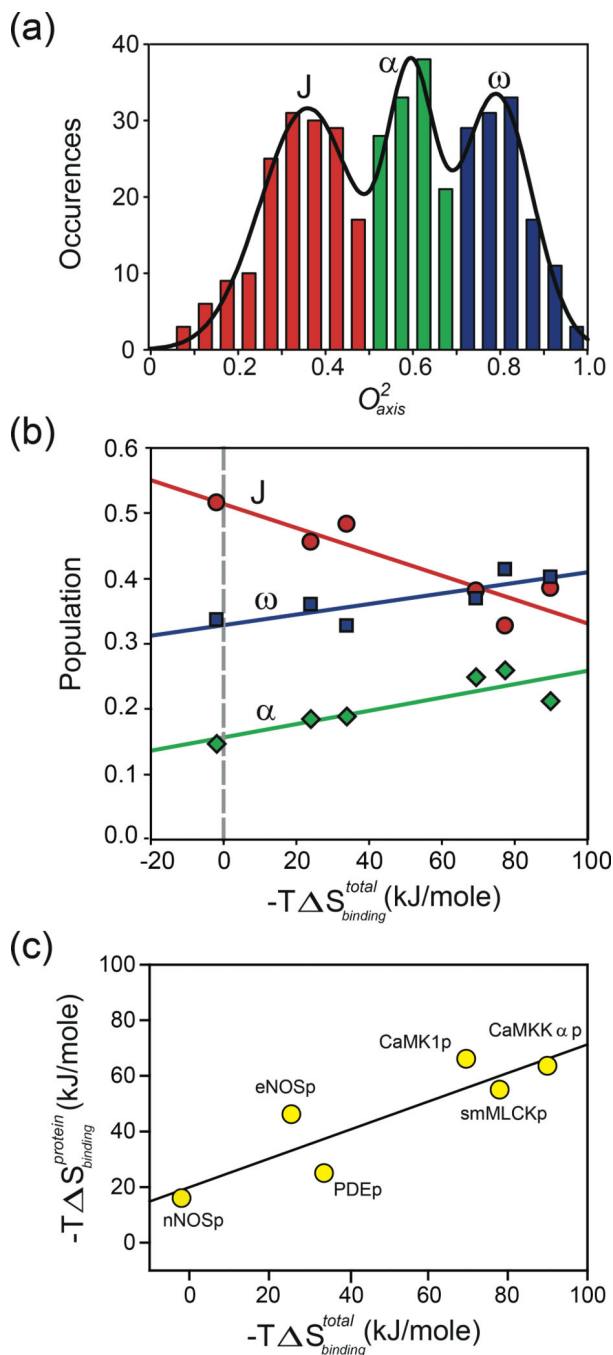 (a)
40
30
20
10
0
Occurences
J
α
ω
0 0.2 0.4 0.6 0.8 1.0
O²axis
(b)
0.6
0.5
0.4
0.3
0.2
0.1
0.0
Population
J
ω
α
-20 0 20 40 60 80 100
-TΔS^total_binding (kJ/mole)
(c)
100
80
60
40
20
0
-TΔS^protein_binding (kJ/mole)
CaMK1p
CaMKK αp
eNOSp
smMLCKp
PDEp
nNOSp
0 20 40 60 80 100
-TΔS^total_binding (kJ/mole)